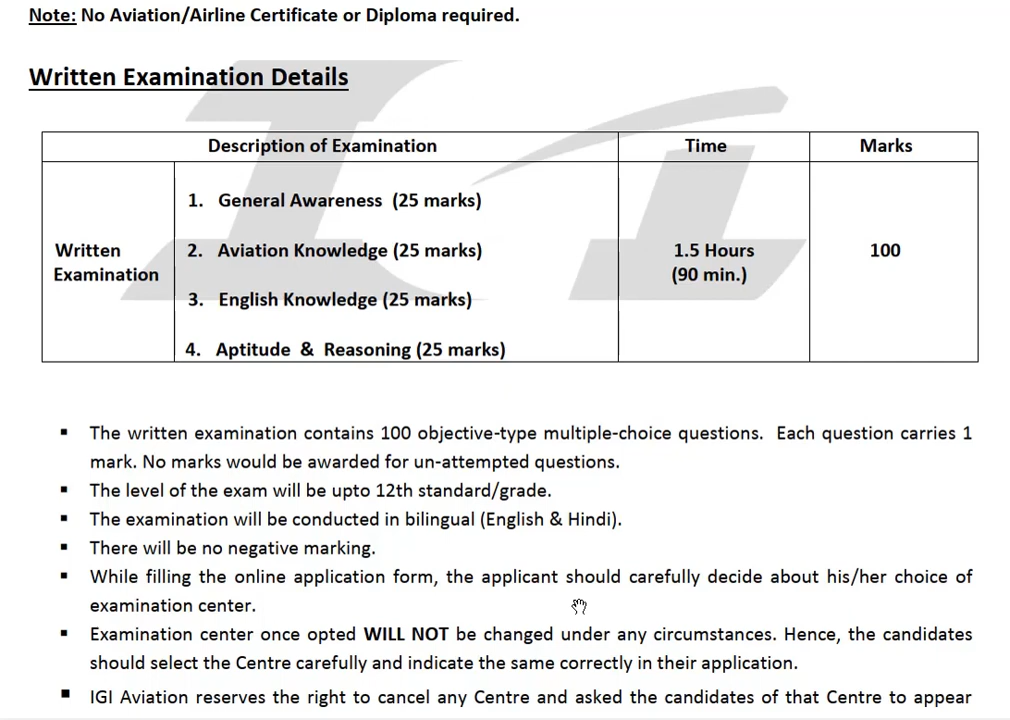 Note: No Aviation/Airline Certificate or Diploma required.
Written Examination Details
Description of Examination Time Marks
1. General Awareness (25 marks)
Written 2. Aviation Knowledge (25 marks) 1.5 Hours 100
Examination (90 min.)
3. English Knowledge (25 marks)
4. Aptitude & Reasoning (25 marks)
▪ The written examination contains 100 objective-type multiple-choice questions. Each question carries 1
mark. No marks would be awarded for un-attempted questions.
▪ The level of the exam will be upto 12th standard/grade.
▪ The examination will be conducted in bilingual (English & Hindi).
▪ There will be no negative marking.
▪ While filling the online application form, the applicant should carefully decide about his/her choice of
examination center.
▪ Examination center once opted WILL NOT be changed under any circumstances. Hence, the candidates
should select the Centre carefully and indicate the same correctly in their application.
▪ IGI Aviation reserves the right to cancel any Centre and asked the candidates of that Centre to appear